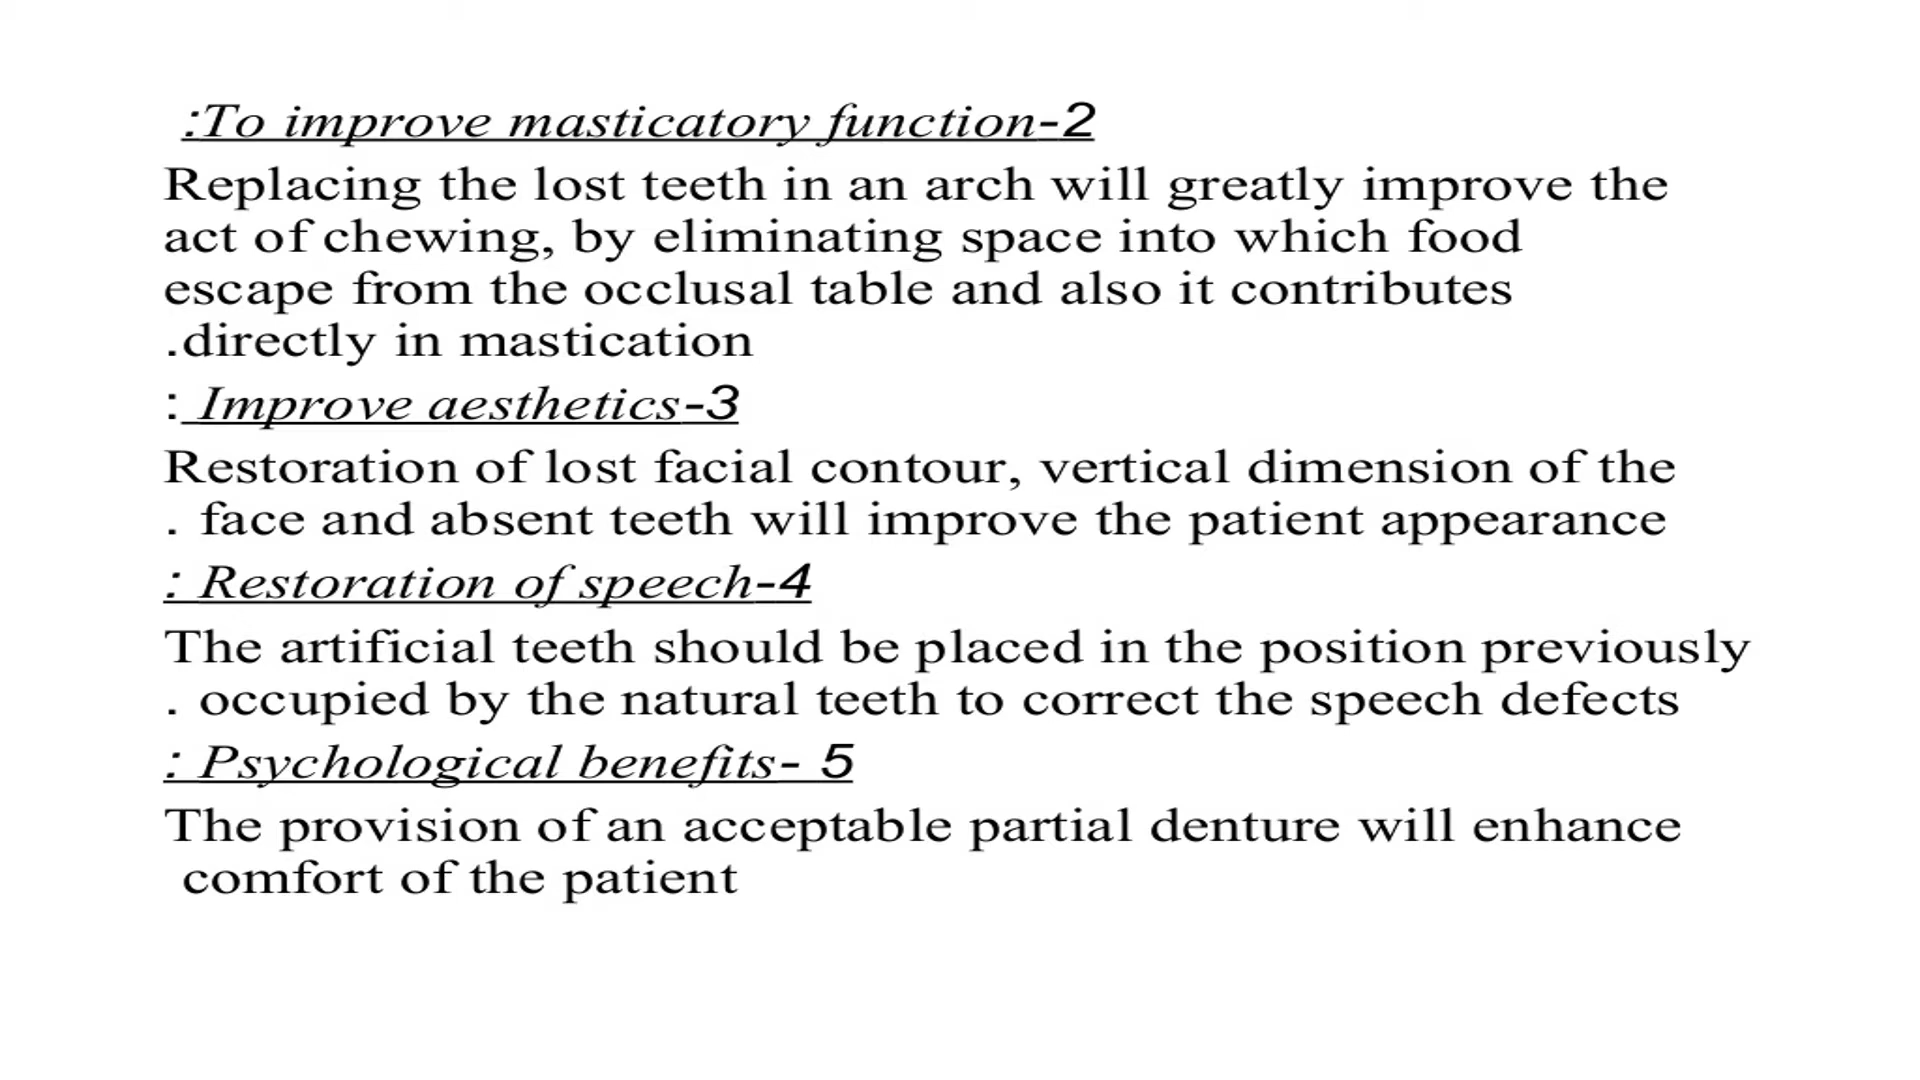 :To improve masticatory function-2
Replacing the lost teeth in an arch will greatly improve the
act of chewing, by eliminating space into which food
escape from the occlusal table and also it contributes
.directly in mastication
: Improve aesthetics-3
Restoration of lost facial contour, vertical dimension of the
. face and absent teeth will improve the patient appearance
: Restoration of speech-4
The artificial teeth should be placed in the position previously
. occupied by the natural teeth to correct the speech defects
: Psychological benefits- 5
The provision of an acceptable partial denture will enhance
comfort of the patient